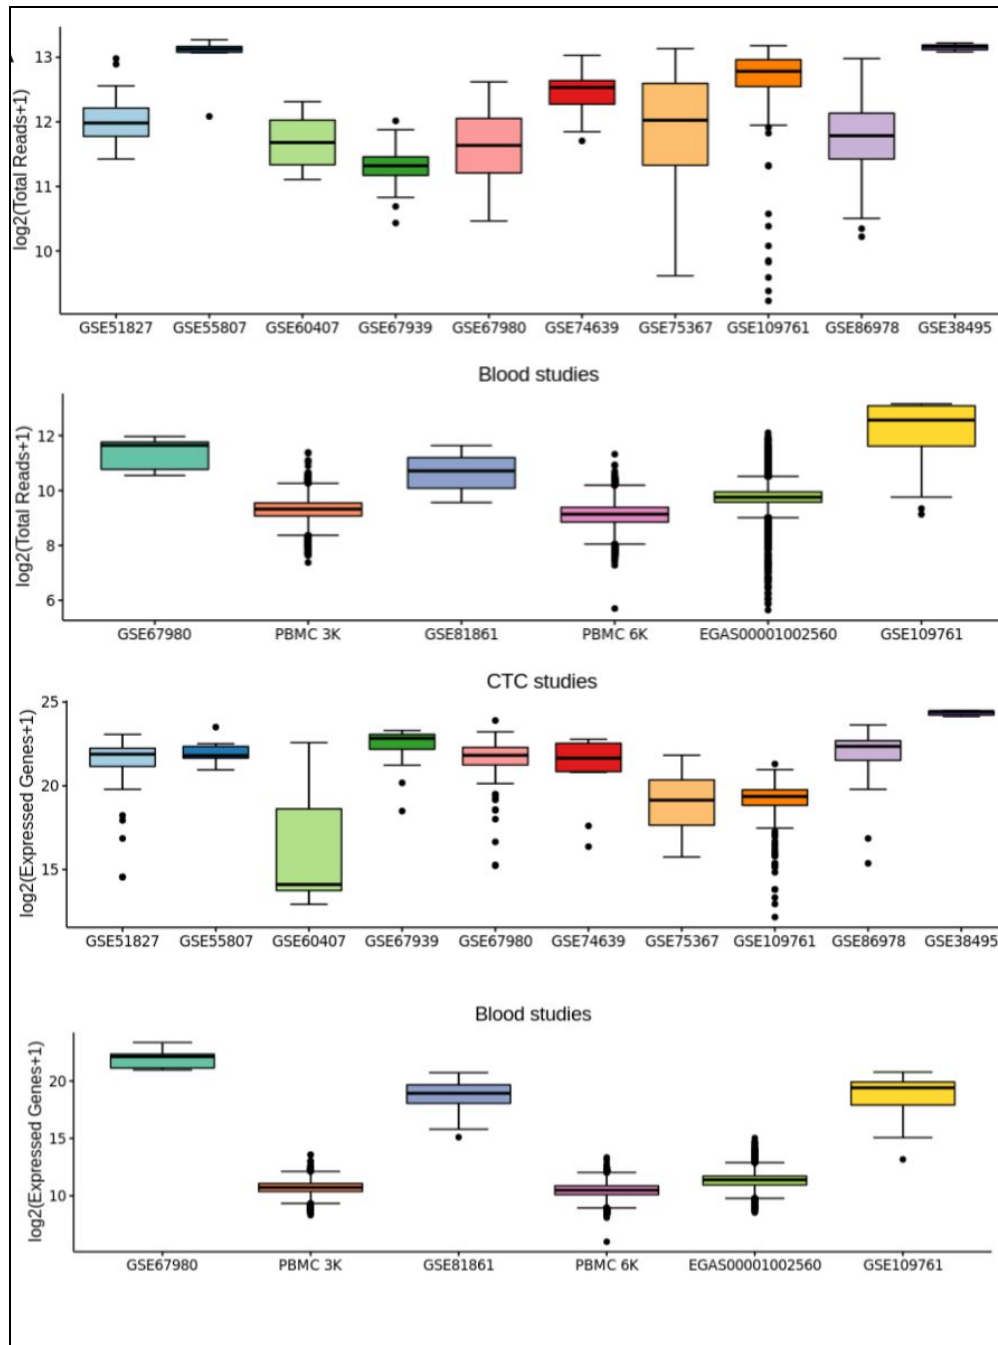 13
12
11
10
log2(Total Reads+1)
GSE51827 GSE55807 GSE60407 GSE67939 GSE67980 GSE74639 GSE75367 GSE109761 GSE86978 GSE38495
Blood studies
12
10
8
6
log2(Total Reads+1)
GSE67980 PBMC 3K GSE81861 PBMC 6K EGAS00001002560 GSE109761
CTC studies
25
20
15
log2(Expressed Genes+1)
GSE51827 GSE55807 GSE60407 GSE67939 GSE67980 GSE74639 GSE75367 GSE109761 GSE86978 GSE38495
Blood studies
20
15
10
log2(Expressed Genes+1)
GSE67980 PBMC 3K GSE81861 PBMC 6K EGAS00001002560 GSE109761